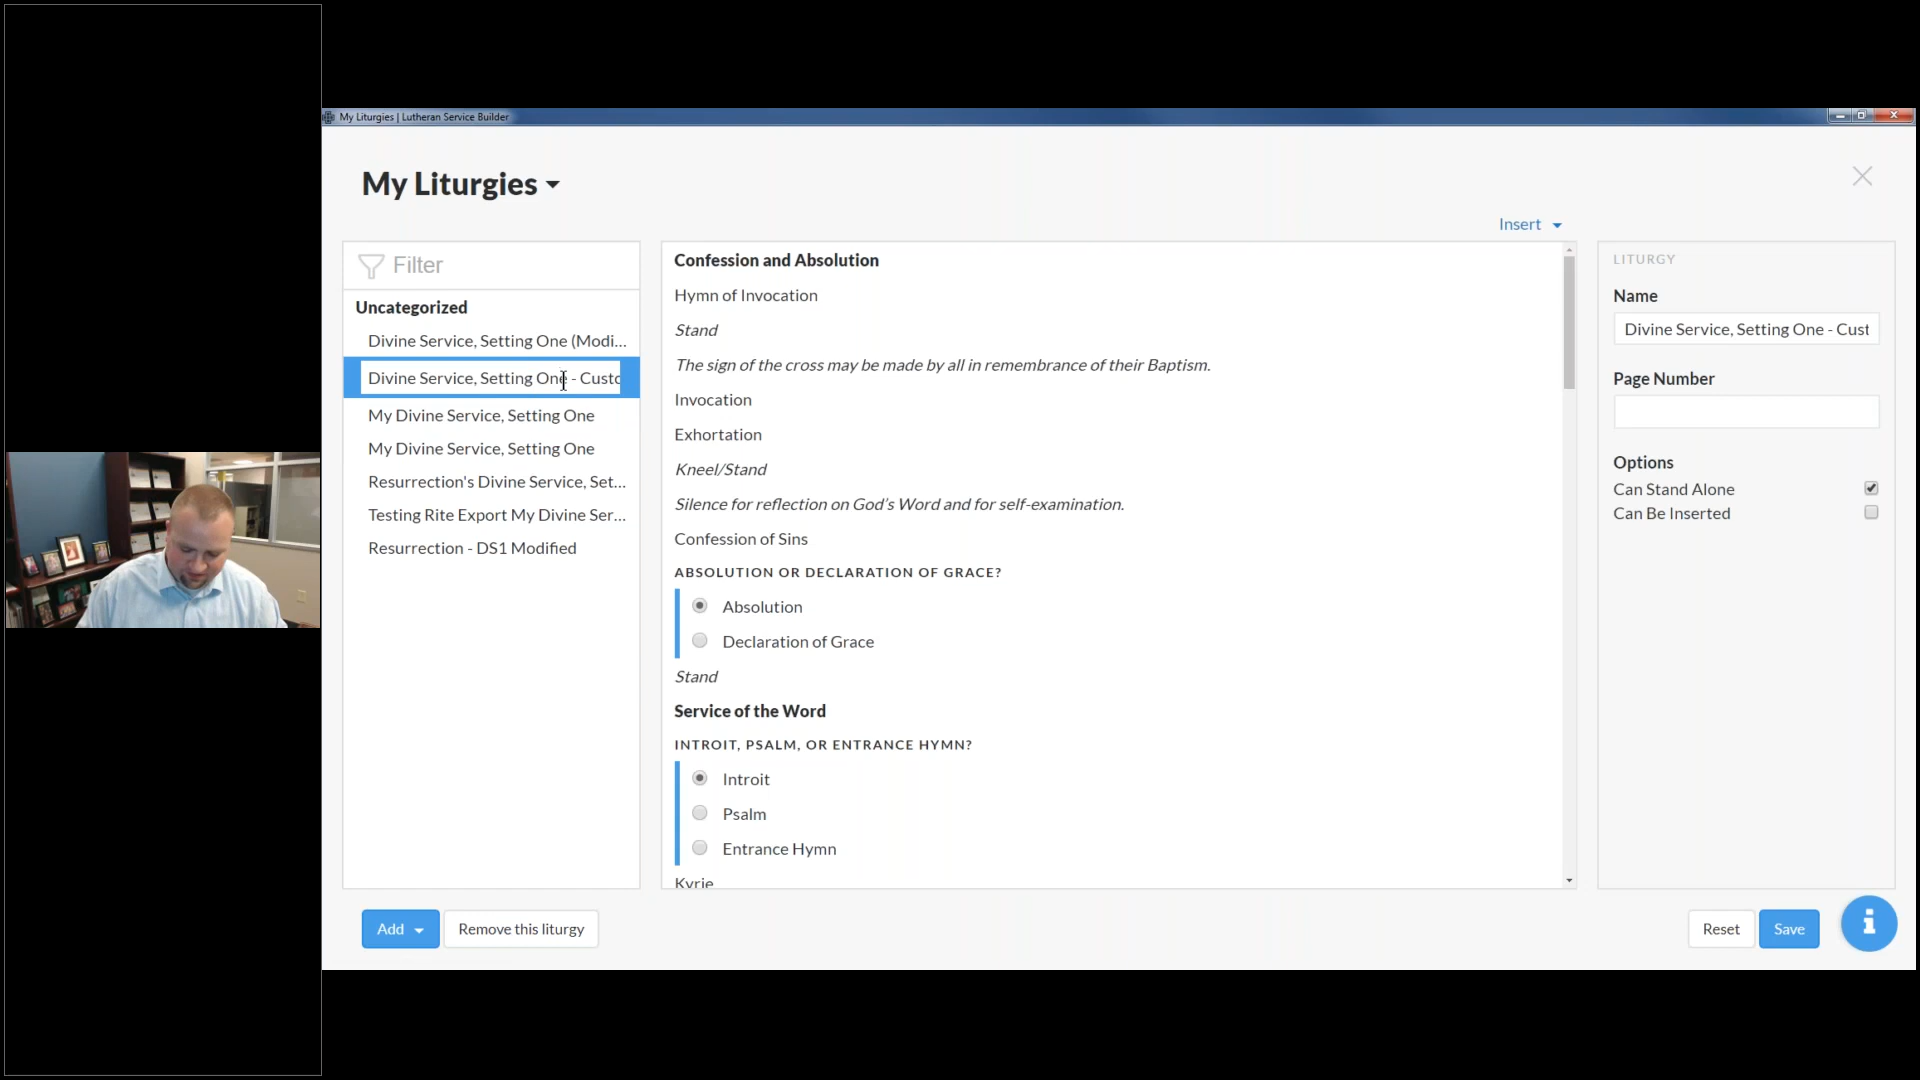 My Liturgies | Lutheran Service Builder
My Liturgies
Insert
Filter
Uncategorized
Divine Service, Setting One (Modi...
Divine Service, Setting One - Custo
My Divine Service, Setting One
My Divine Service, Setting One
Resurrection's Divine Service, Set...
Testing Rite Export My Divine Ser...
Resurrection - DS1 Modified
Confession and Absolution
Hymn of Invocation
Stand
The sign of the cross may be made by all in remembrance of their Baptism.
Invocation
Exhortation
Kneel/Stand
Silence for reflection on God's Word and for self-examination.
Confession of Sins
ABSOLUTION OR DECLARATION OF GRACE?
Absolution
Declaration of Grace
Stand
Service of the Word
INTROIT, PSALM, OR ENTRANCE HYMN?
Introit
Psalm
Entrance Hymn
Kyrie
LITURGY
Name
Divine Service, Setting One - Cust
Page Number
Options
Can Stand Alone
Can Be Inserted
Add
Remove this liturgy
Reset
Save